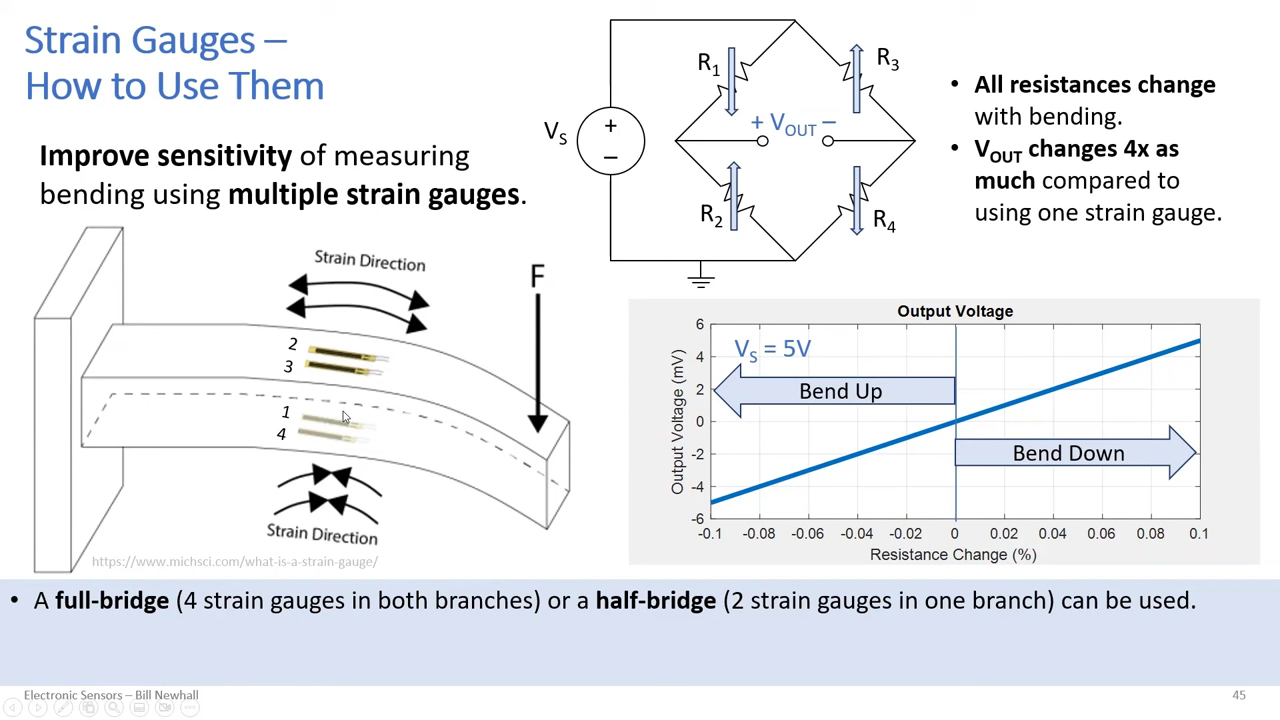 Strain Gauges –
How to Use Them
Improve sensitivity of measuring
bending using multiple strain gauges.
Strain Direction
F
2
3
1
4
Strain Direction
https://www.michsci.com/what-is-a-strain-gauge/
R1
R3
VS
+
–
+ VOUT –
R2
R4
• All resistances change
with bending.
• VOUT changes 4x as
much compared to
using one strain gauge.
Output Voltage
VS = 5V
Bend Up
Bend Down
Output Voltage (mV)
6
4
2
0
-2
-4
-6
-0.1 -0.08 -0.06 -0.04 -0.02 0 0.02 0.04 0.06 0.08 0.1
Resistance Change (%)
• A full-bridge (4 strain gauges in both branches) or a half-bridge (2 strain gauges in one branch) can be used.
Electronic Sensors – Bill Newhall
45